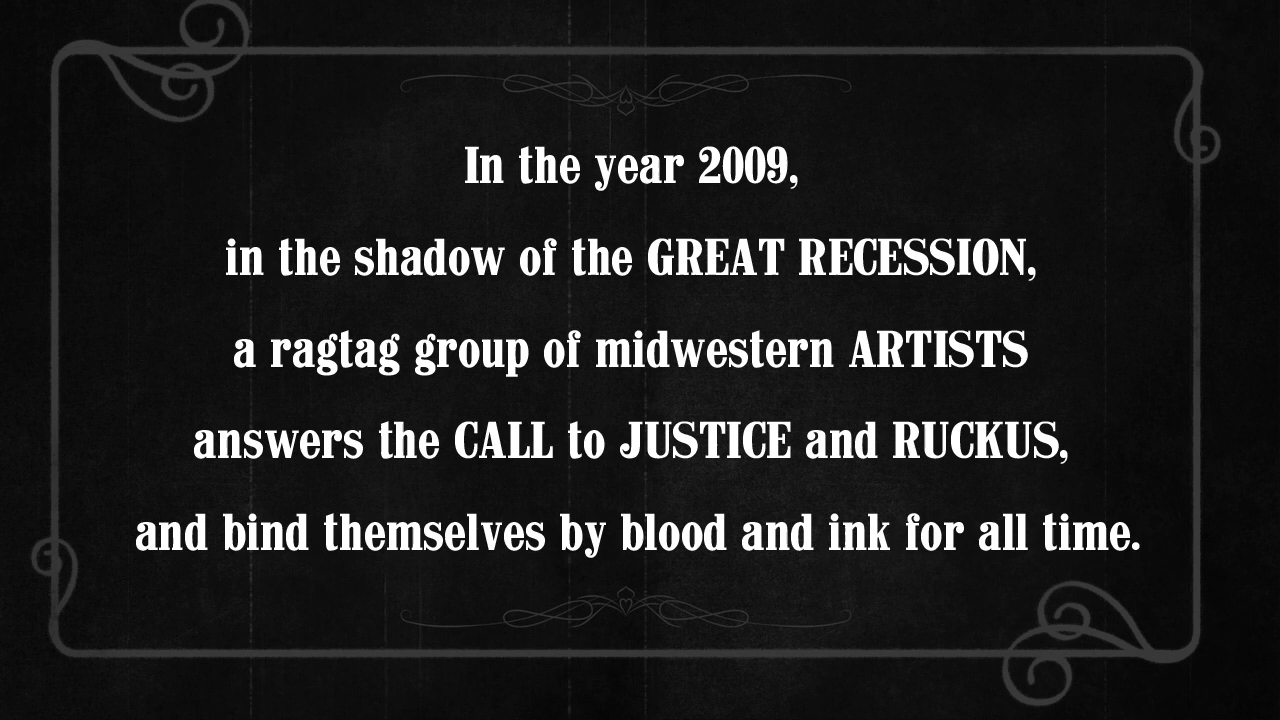 In the year 2009,
in the shadow of the GREAT RECESSION,
a ragtag group of midwestern ARTISTS
answers the CALL to JUSTICE and RUCKUS,
and bind themselves by blood and ink for all time.